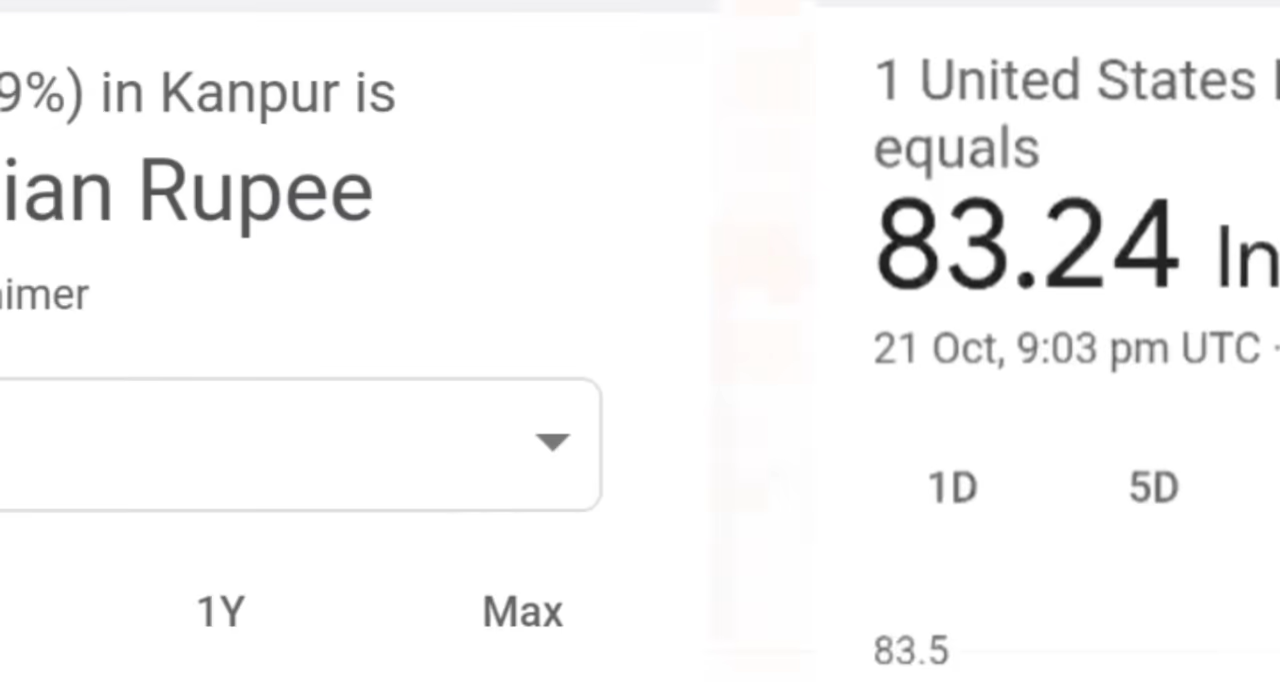 9%) in Kanpur is
ian Rupee
aimer
1Y Max
1 United States
equals
83.24 In
21 Oct, 9:03 pm UTC ·
1D 5D
83.5